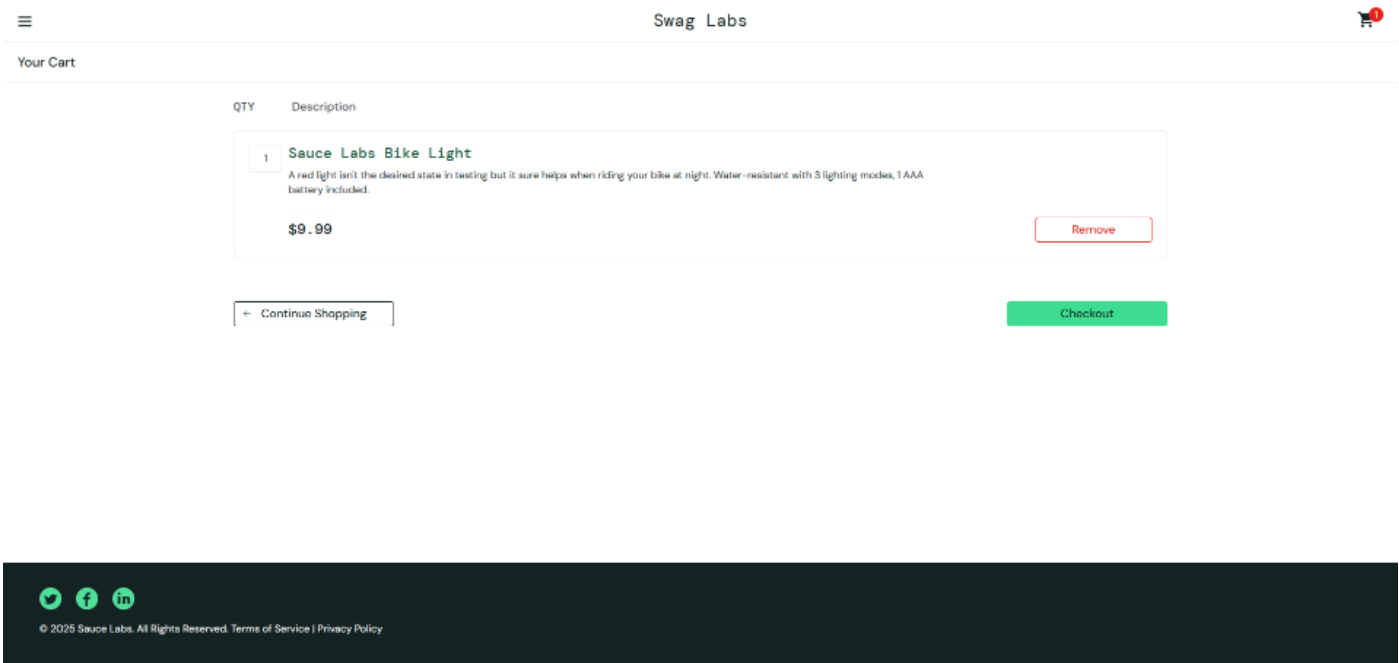 Swag Labs
1
Your Cart
QTY Description
1
Sauce Labs Bike Light
A red light isn't the desired state in testing but it sure helps when riding your bike at night. Water-resistant with 3 lighting modes, 1 AAA
battery included.
$9.99
Remove
← Continue Shopping
Checkout
© 2025 Sauce Labs. All Rights Reserved. Terms of Service | Privacy Policy